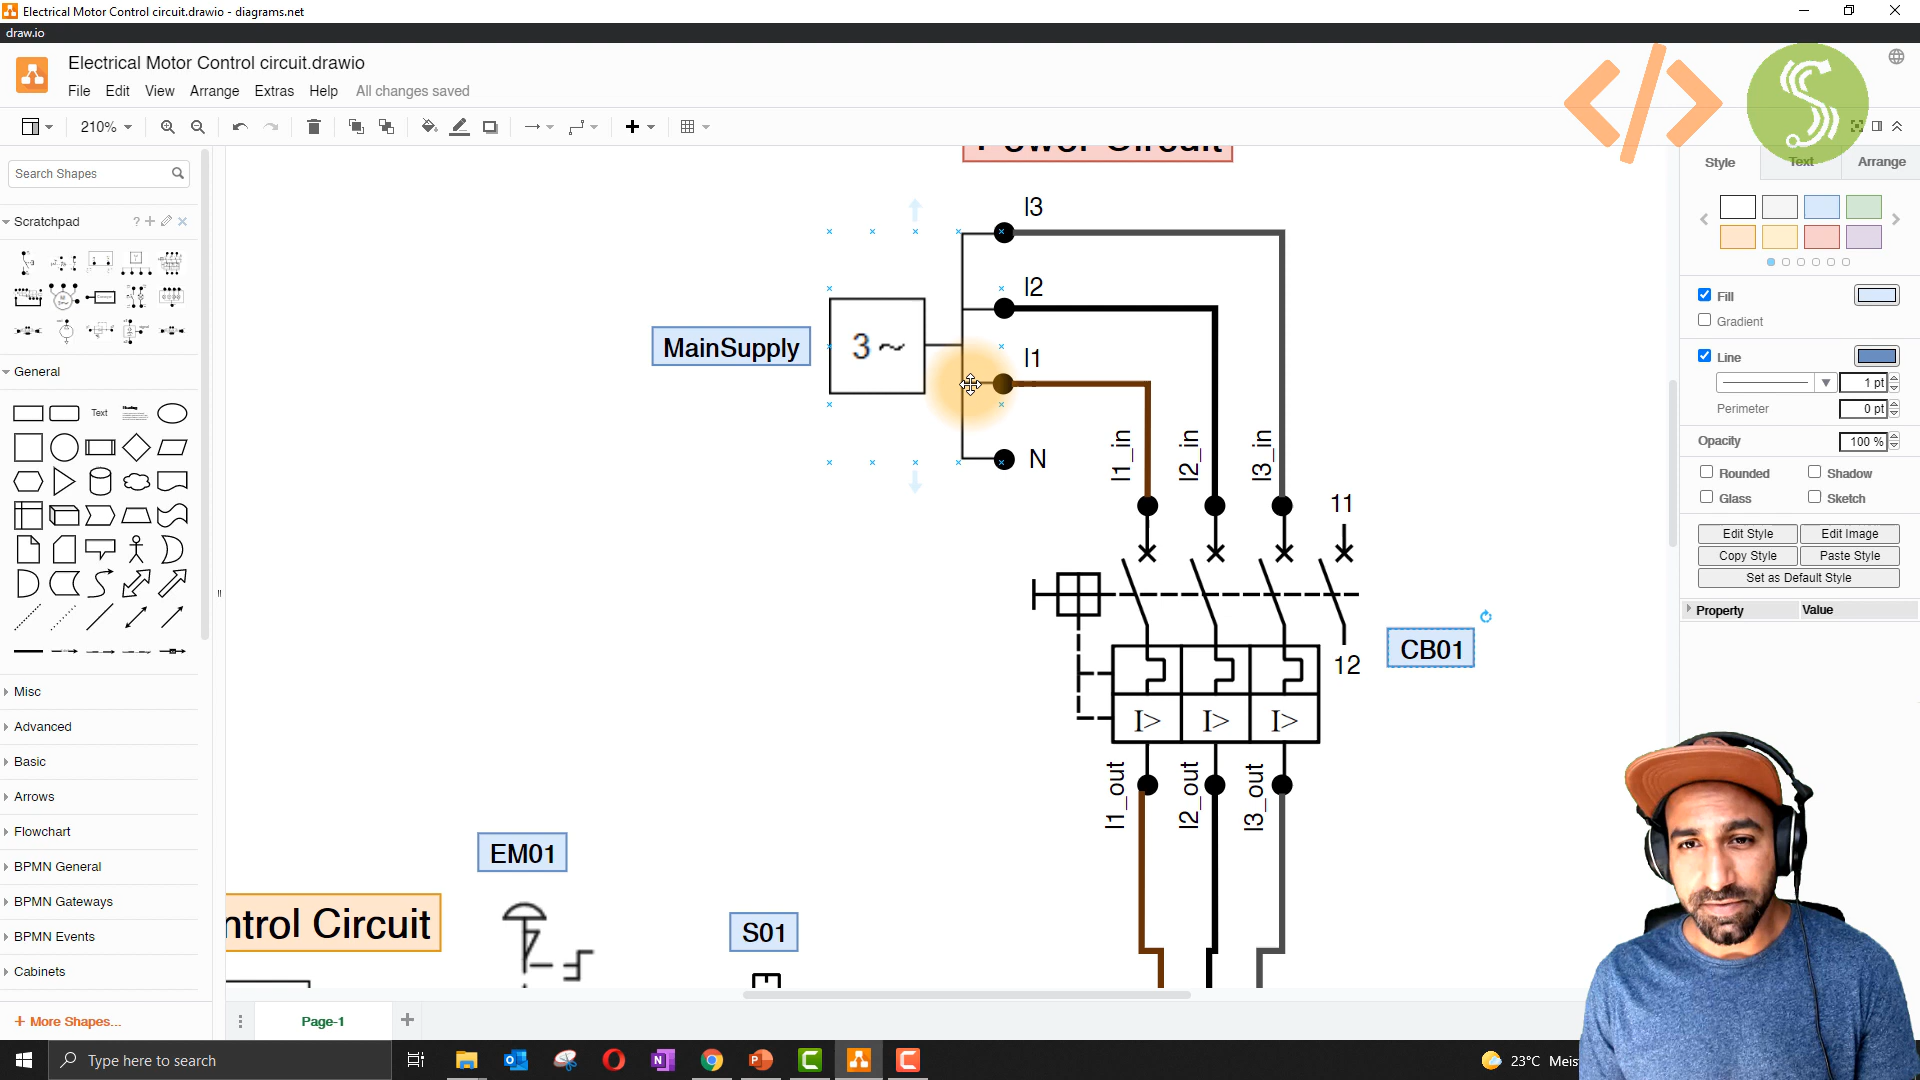 Electrical Motor Control circuit.drawio - diagrams.net
draw.io
Electrical Motor Control circuit.drawio
File Edit View Arrange Extras Help All changes saved
210%
Style Text Arrange
Search Shapes
Scratchpad
?
General
Text
Heading
Misc
Advanced
Basic
Arrows
Flowchart
BPMN General
BPMN Gateways
BPMN Events
Cabinets
+ More Shapes...
Power Circuit
l3
l2
l1
N
MainSupply
3 ~
l1_in
l2_in
l3_in
11
12
CB01
I>
I>
I>
l1_out
l2_out
l3_out
EM01
ntrol Circuit
S01
Fill
Gradient
Line
1 pt
Perimeter
0 pt
Opacity
100 %
Rounded
Shadow
Glass
Sketch
Edit Style
Edit Image
Copy Style
Paste Style
Set as Default Style
Property
Value
Page-1
Type here to search
23°C Meis